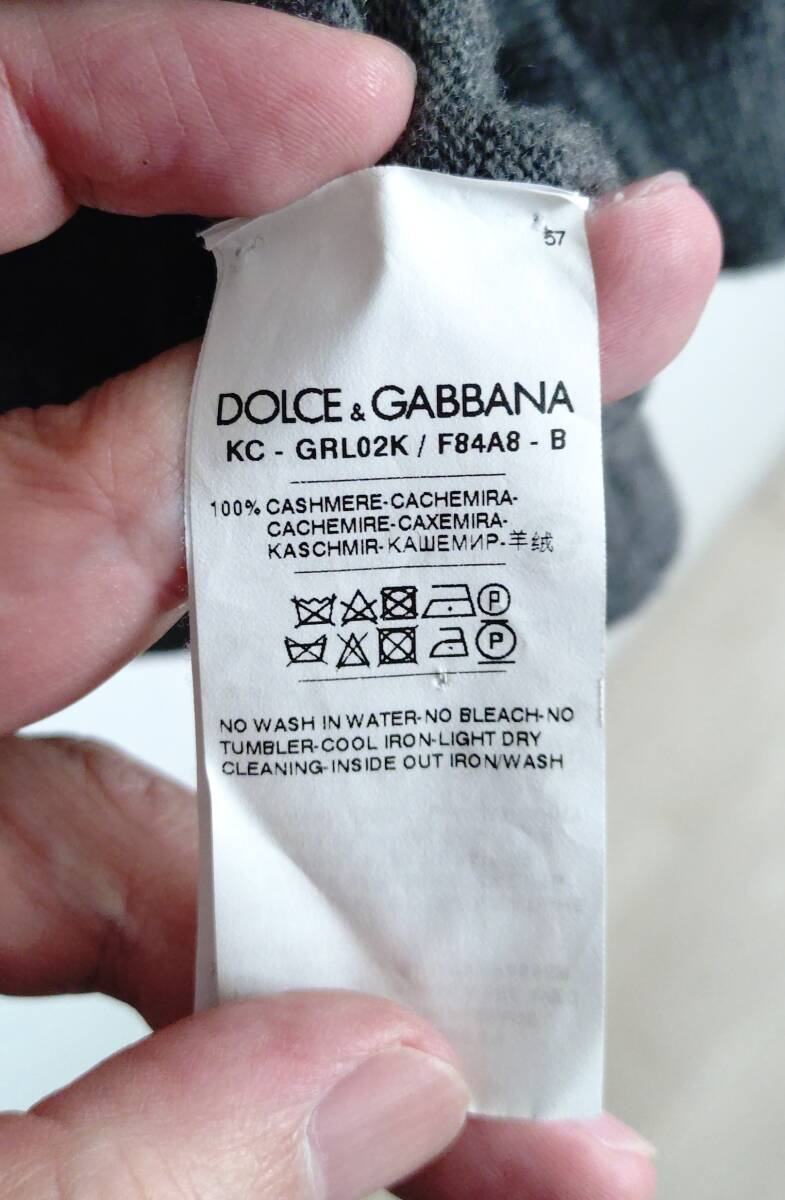 57
DOLCE & GABBANA
KC - GRL02K / F84A8 - B
100% CASHMERE-CACHEMIRA-
CACHEMIRE-CAXEMIRA-
KASCHMIR-КАШЕМИР-羊绒
P
P
NO WASH IN WATER-NO BLEACH-NO
TUMBLER-COOL IRON-LIGHT DRY
CLEANING-INSIDE OUT IRON/WASH